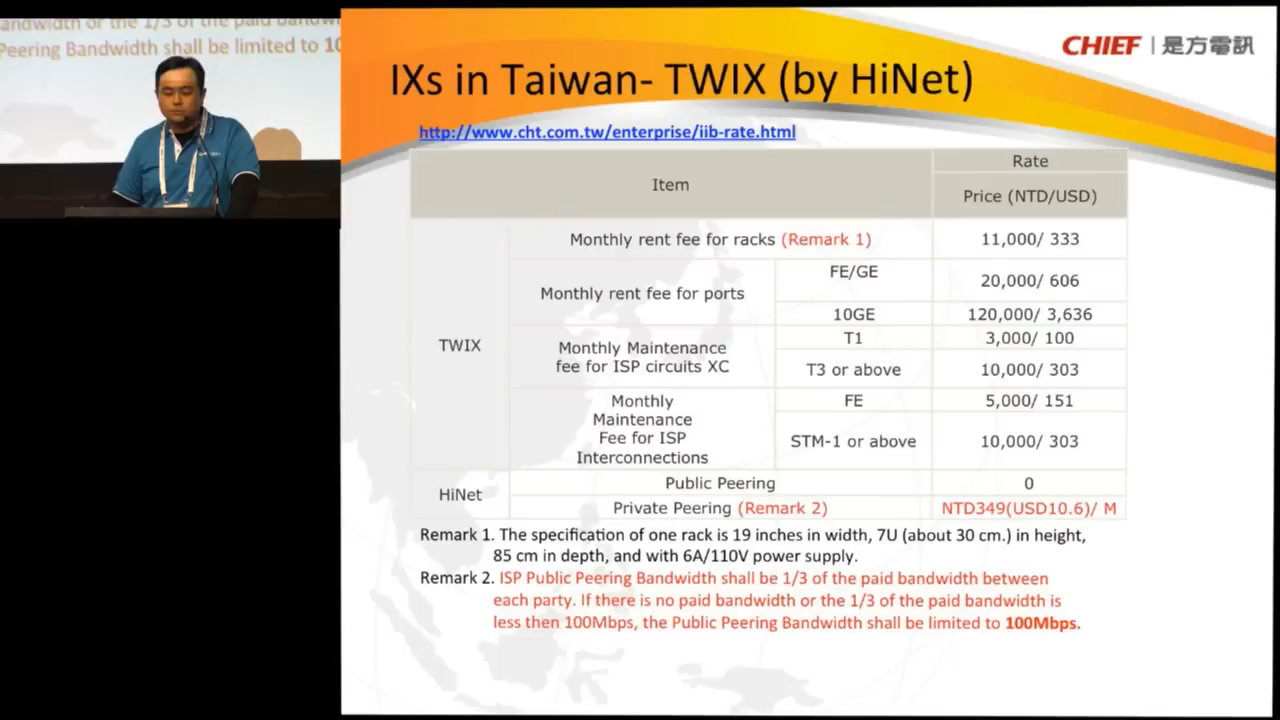 andwidth or the 1/3 of the paid bandw
Peering Bandwidth shall be limited to 10
CHIEF | 是方電訊
IXs in Taiwan- TWIX (by HiNet)
http://www.cht.com.tw/enterprise/iib-rate.html
Item
Rate
Price (NTD/USD)
TWIX
Monthly rent fee for racks (Remark 1)
11,000/ 333
Monthly rent fee for ports
FE/GE
20,000/ 606
10GE
120,000/ 3,636
Monthly Maintenance
fee for ISP circuits XC
T1
3,000/ 100
T3 or above
10,000/ 303
Monthly
Maintenance
Fee for ISP
Interconnections
FE
5,000/ 151
STM-1 or above
10,000/ 303
HiNet
Public Peering
0
Private Peering (Remark 2)
NTD349(USD10.6)/ M
Remark 1. The specification of one rack is 19 inches in width, 7U (about 30 cm.) in height,
85 cm in depth, and with 6A/110V power supply.
Remark 2. ISP Public Peering Bandwidth shall be 1/3 of the paid bandwidth between
each party. If there is no paid bandwidth or the 1/3 of the paid bandwidth is
less then 100Mbps, the Public Peering Bandwidth shall be limited to 100Mbps.